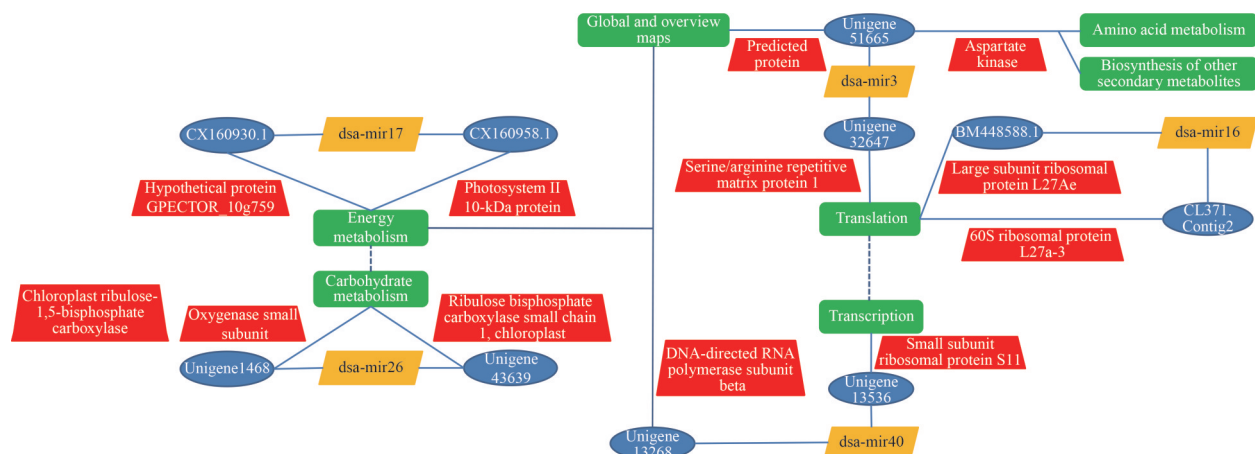 Global and overview
maps
Predicted
protein
Unigene
51665
Aspartate
kinase
Amino acid metabolism
Biosynthesis of other
secondary metabolites
dsa-mir3
Unigene
32647
CX160930.1
dsa-mir17
CX160958.1
BM448588.1
dsa-mir16
Hypothetical protein
GPECTOR_10g759
Photosystem II
10-kDa protein
Serine/arginine repetitive
matrix protein 1
Large subunit ribosomal
protein L27Ae
Energy
metabolism
Translation
CL371.
Contig2
60S ribosomal protein
L27a-3
Carbohydrate
metabolism
Chloroplast ribulose-
1,5-bisphosphate
carboxylase
Oxygenase small
subunit
Ribulose bisphosphate
carboxylase small chain
1, chloroplast
Transcription
Unigene1468
dsa-mir26
Unigene
43639
DNA-directed RNA
polymerase subunit
beta
Small subunit
ribosomal protein S11
Unigene
13536
Unigene
13268
dsa-mir40